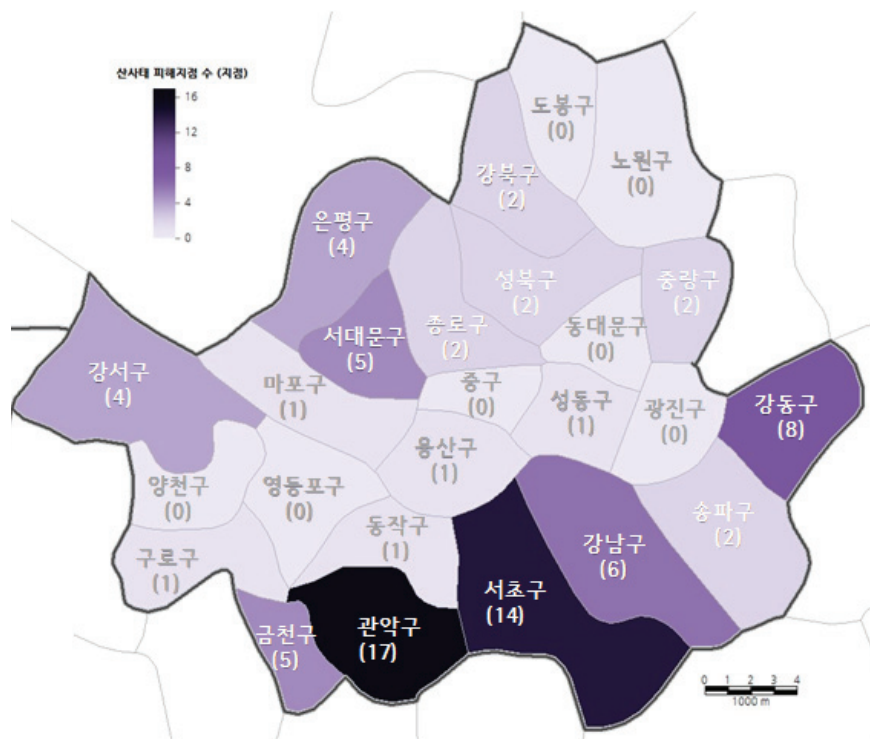 산사태 피해지점 수 (지점)
16
12
8
4
0
도봉구
(0)
노원구
(0)
강북구
(2)
은평구
(4)
성북구
(2)
중랑구
(2)
서대문구
(5)
종로구
(2)
동대문구
(0)
강서구
(4)
마포구
(1)
중구
(0)
성동구
(1)
광진구
(0)
강동구
(8)
용산구
(1)
양천구
(0)
영등포구
(0)
송파구
(2)
동작구
(1)
강남구
(6)
구로구
(1)
서초구
(14)
금천구
(5)
관악구
(17)
0 1 2 3 4
1000 m